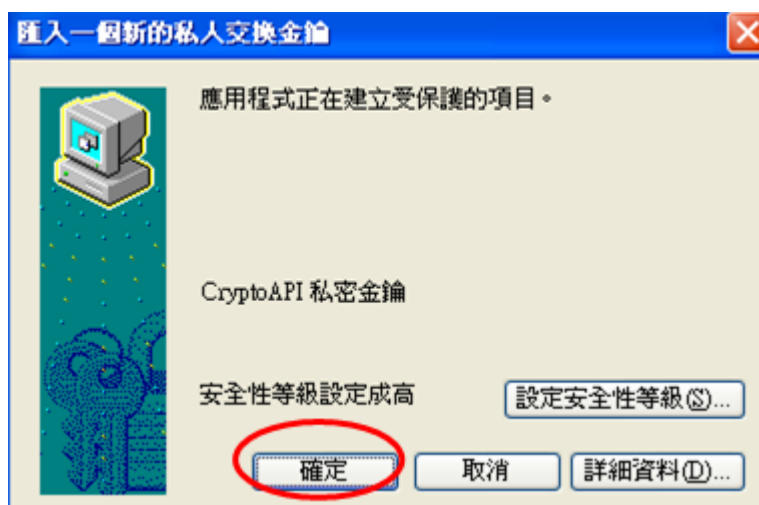 匯入一個新的私人交換金鑰
應用程式正在建立受保護的項目。
CryptoAPI 私密金鑰
安全性等級設定成高
設定安全性等級(S)...
確定
取消
詳細資料(D)...